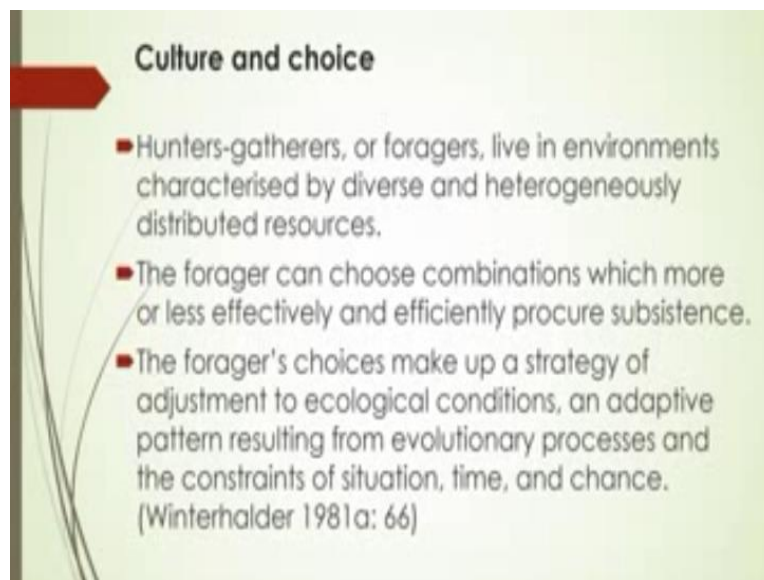 Culture and choice
Hunters-gatherers, or foragers, live in environments
characterised by diverse and heterogeneously
distributed resources.
The forager can choose combinations which more
or less effectively and efficiently procure subsistence.
The forager's choices make up a strategy of
adjustment to ecological conditions, an adaptive
pattern resulting from evolutionary processes and
the constraints of situation, time, and chance.
(Winterhalder 1981a: 66)